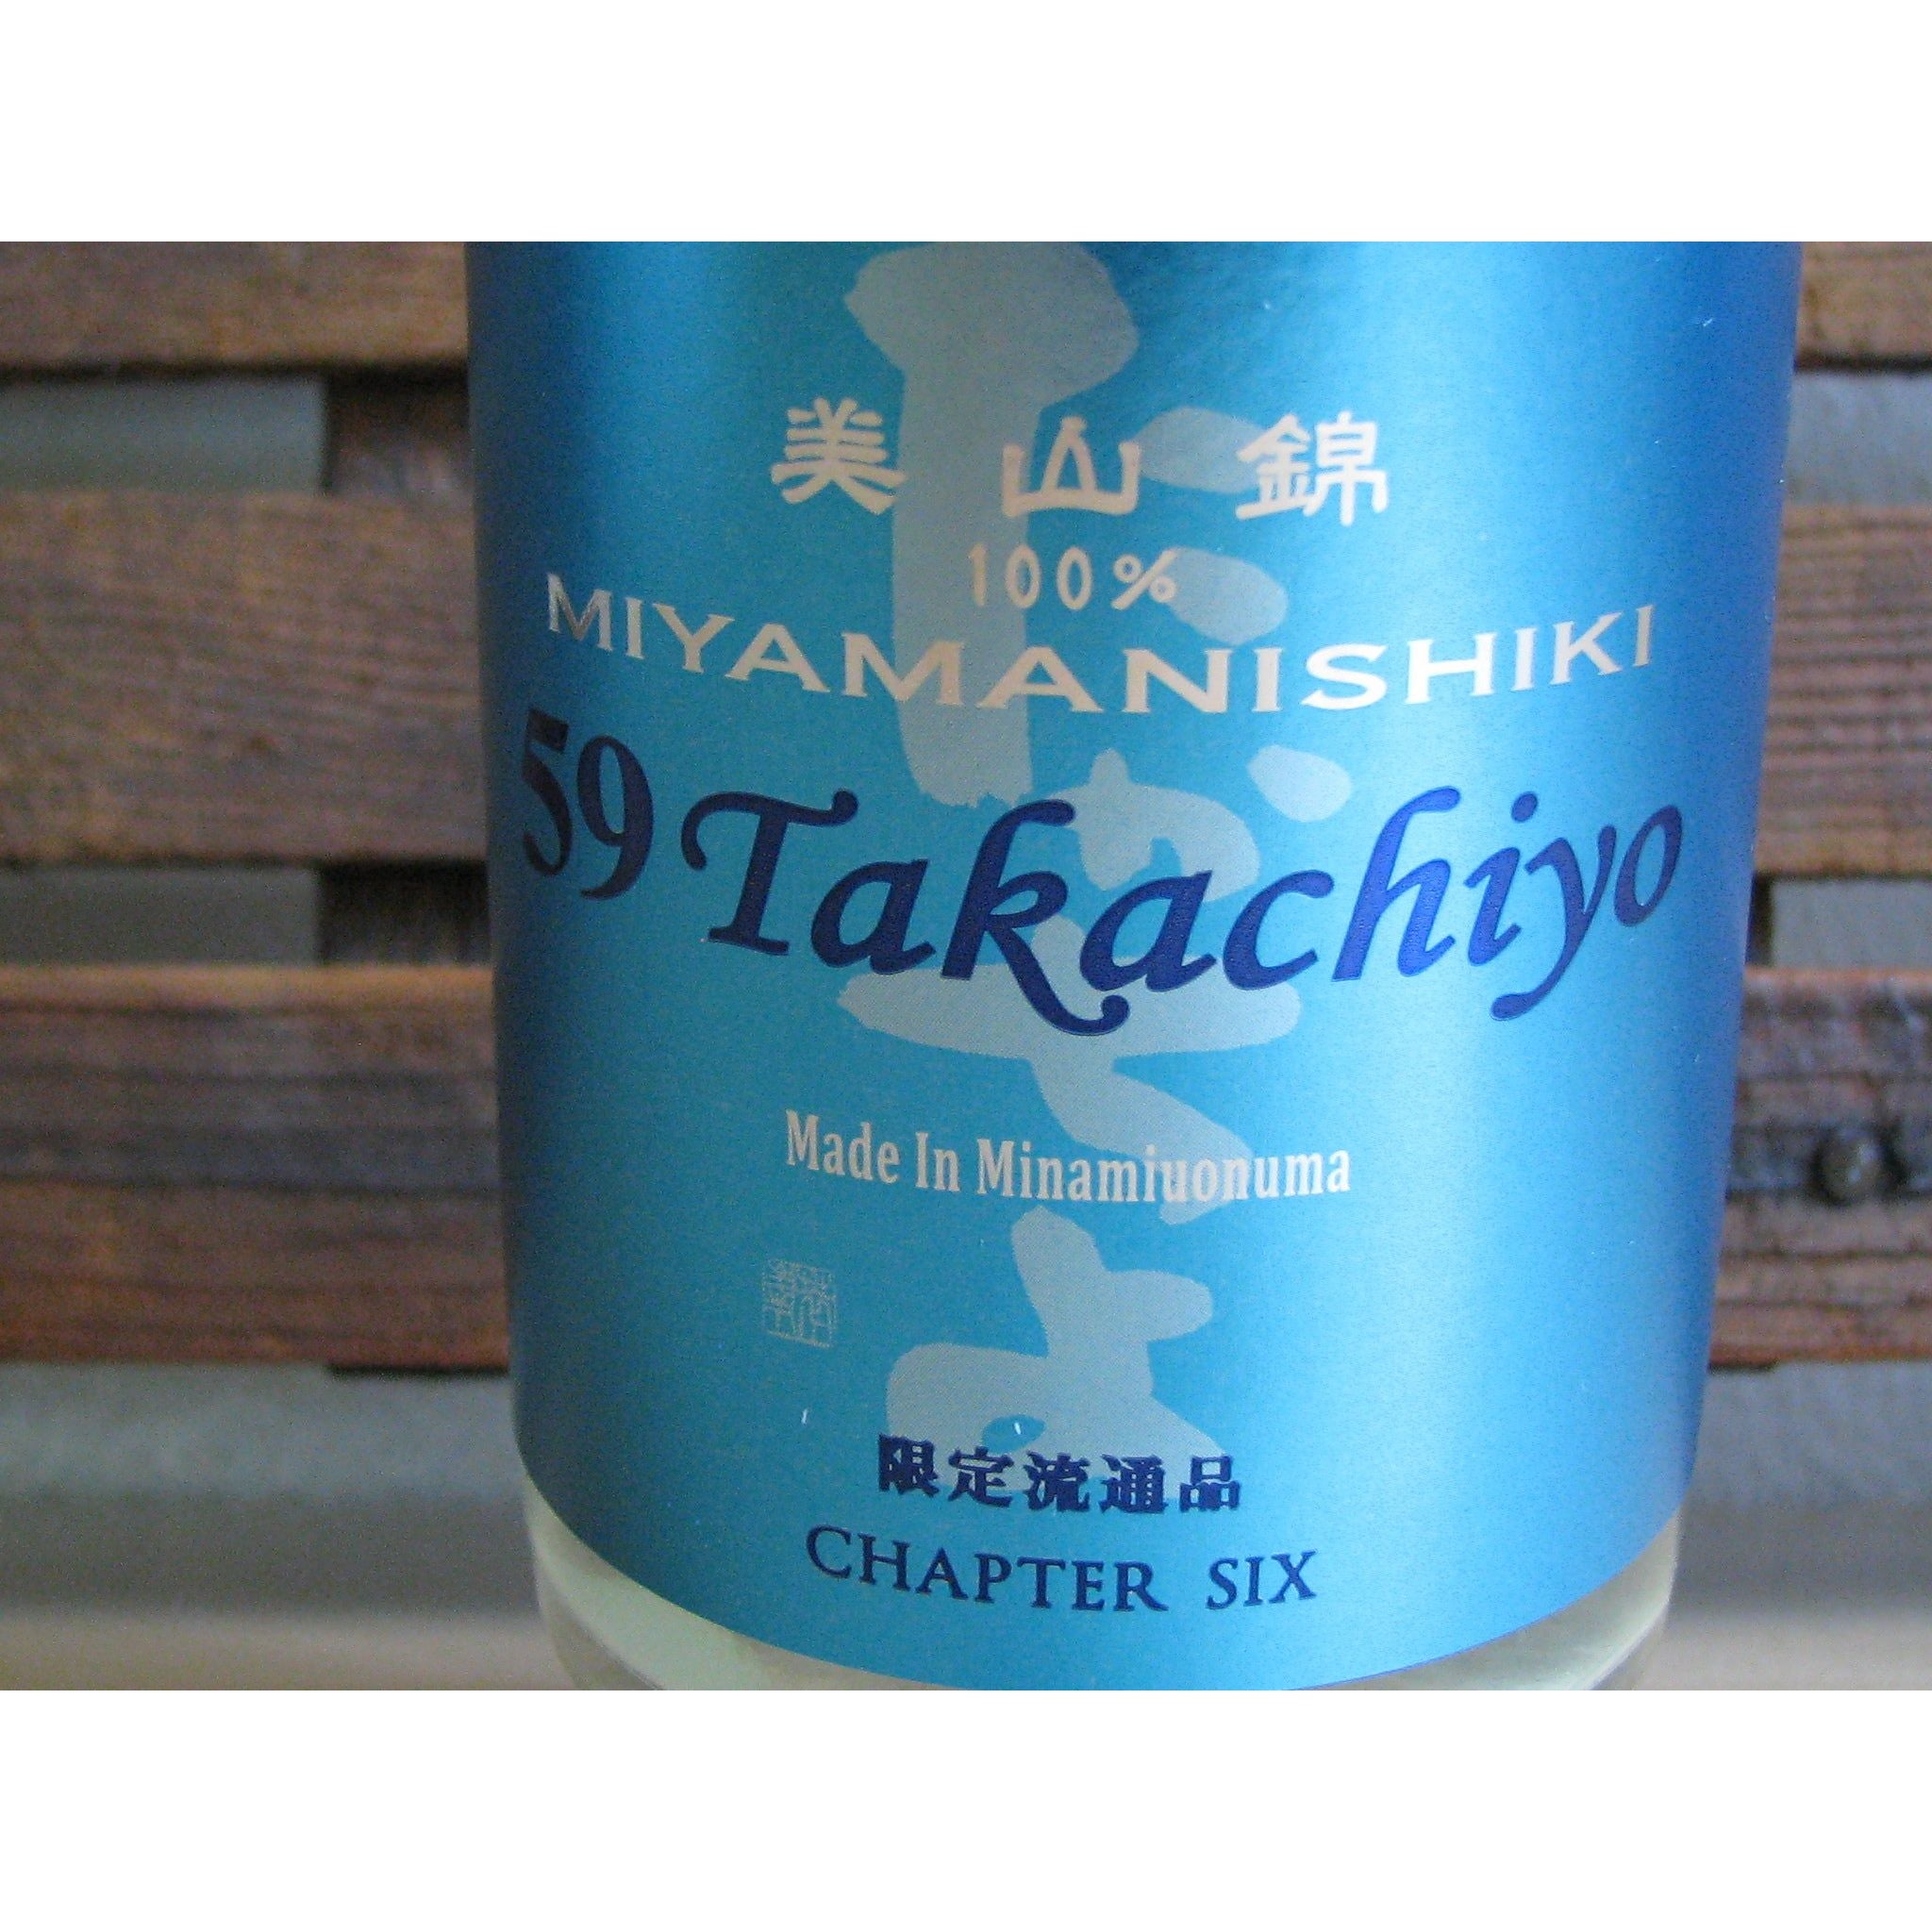 美山錦
100%
MIYAMANISHIKI
59 Takachiyo
Made In Minamiuonuma
限定流通品
CHAPTER SIX